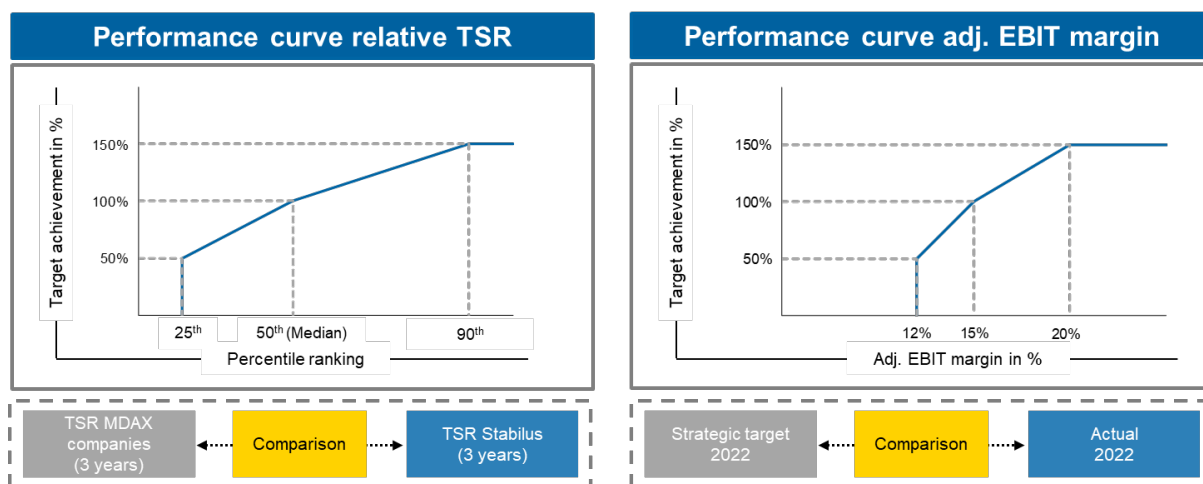 Performance curve relative TSR
Target achievement in %
150%
100%
50%
25th
50th (Median)
90th
Percentile ranking
TSR MDAX
companies
(3 years)
Comparison
TSR Stabilus
(3 years)
Performance curve adj. EBIT margin
Target achievement in %
150%
100%
50%
12%
15%
20%
Adj. EBIT margin in %
Strategic target
2022
Comparison
Actual
2022